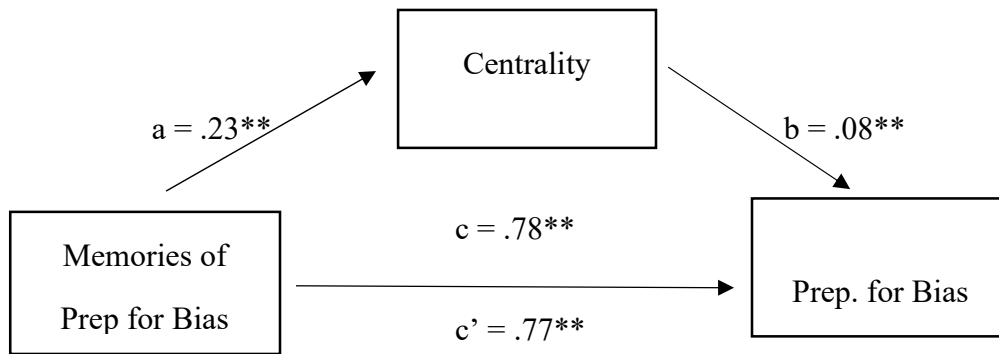 Centrality
a = .23**
b = .08**
c = .78**
Memories of
Prep for Bias
Prep. for Bias
c’ = .77**